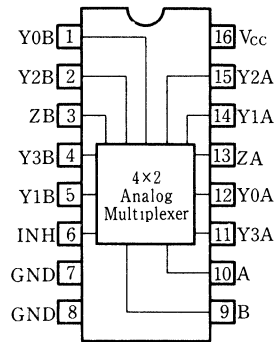 Y0B 1 16 Vcc
Y2B 2 15 Y2A
ZB 3 14 Y1A
Y3B 4 13 ZA
Y1B 5 12 Y0A
INH 6 11 Y3A
GND 7 10 A
GND 8 9 B
4×2
Analog
Multiplexer